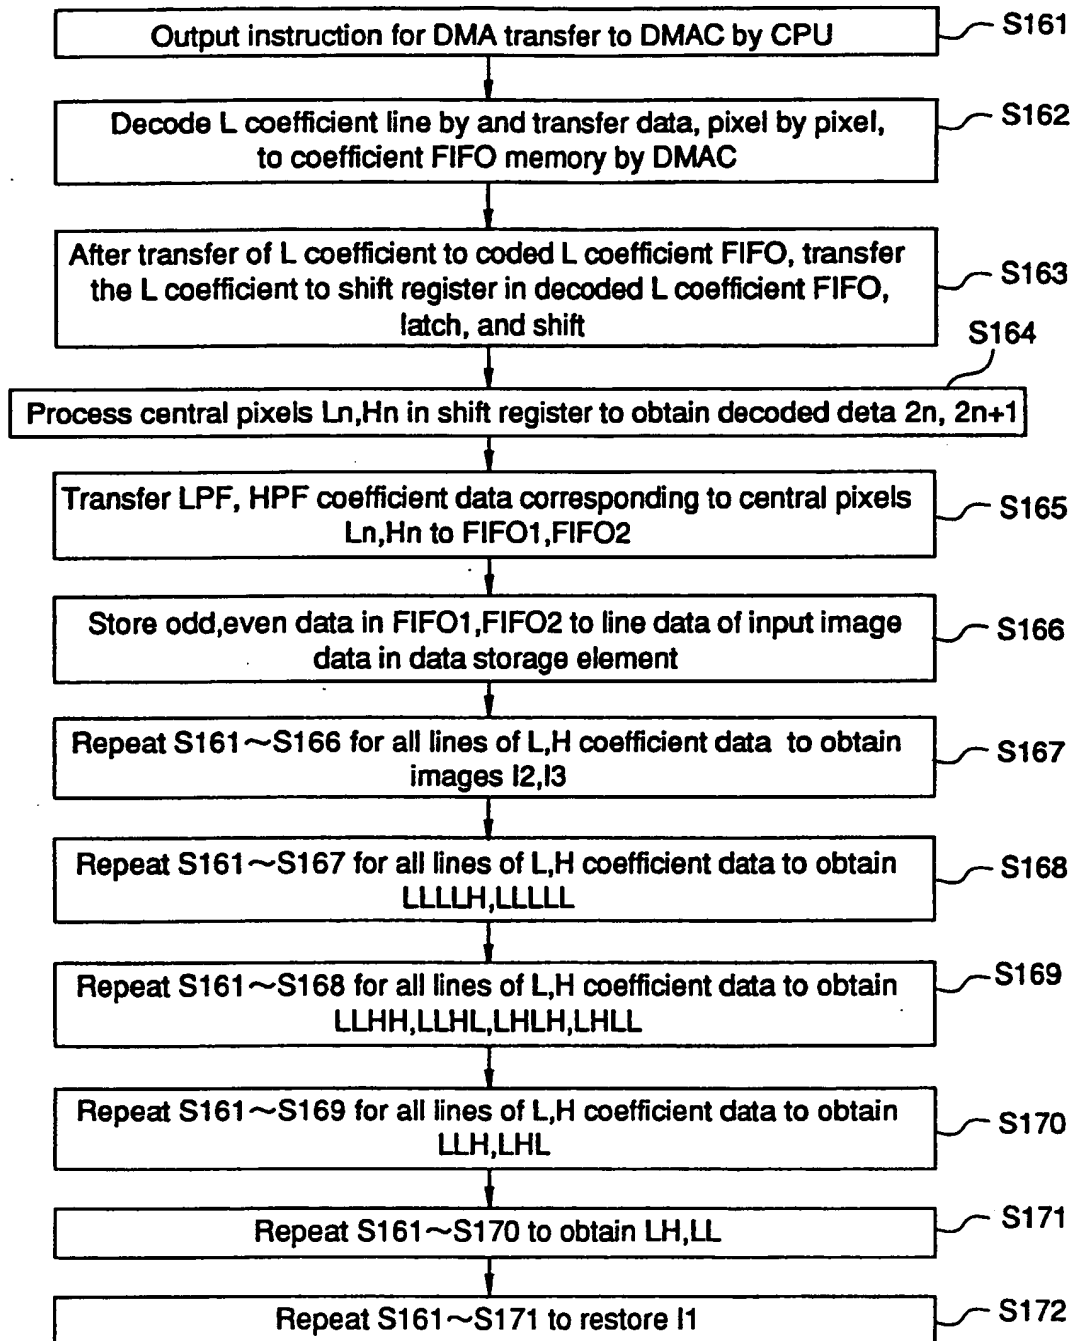 Output instruction for DMA transfer to DMAC by CPU
S161
Decode L coefficient line by and transfer data, pixel by pixel,
to coefficient FIFO memory by DMAC
S162
After transfer of L coefficient to coded L coefficient FIFO, transfer
the L coefficient to shift register in decoded L coefficient FIFO,
latch, and shift
S163
S164
Process central pixels Ln,Hn in shift register to obtain decoded deta 2n, 2n+1
Transfer LPF, HPF coefficient data corresponding to central pixels
Ln,Hn to FIFO1,FIFO2
S165
Store odd,even data in FIFO1,FIFO2 to line data of input image
data in data storage element
S166
Repeat S161~S166 for all lines of L,H coefficient data to obtain
images I2,I3
S167
Repeat S161~S167 for all lines of L,H coefficient data to obtain
LLLLH,LLLLL
S168
Repeat S161~S168 for all lines of L,H coefficient data to obtain
LLHH,LLHL,LHLH,LHLL
S169
Repeat S161~S169 for all lines of L,H coefficient data to obtain
LLH,LHL
S170
Repeat S161~S170 to obtain LH,LL
S171
Repeat S161~S171 to restore I1
S172